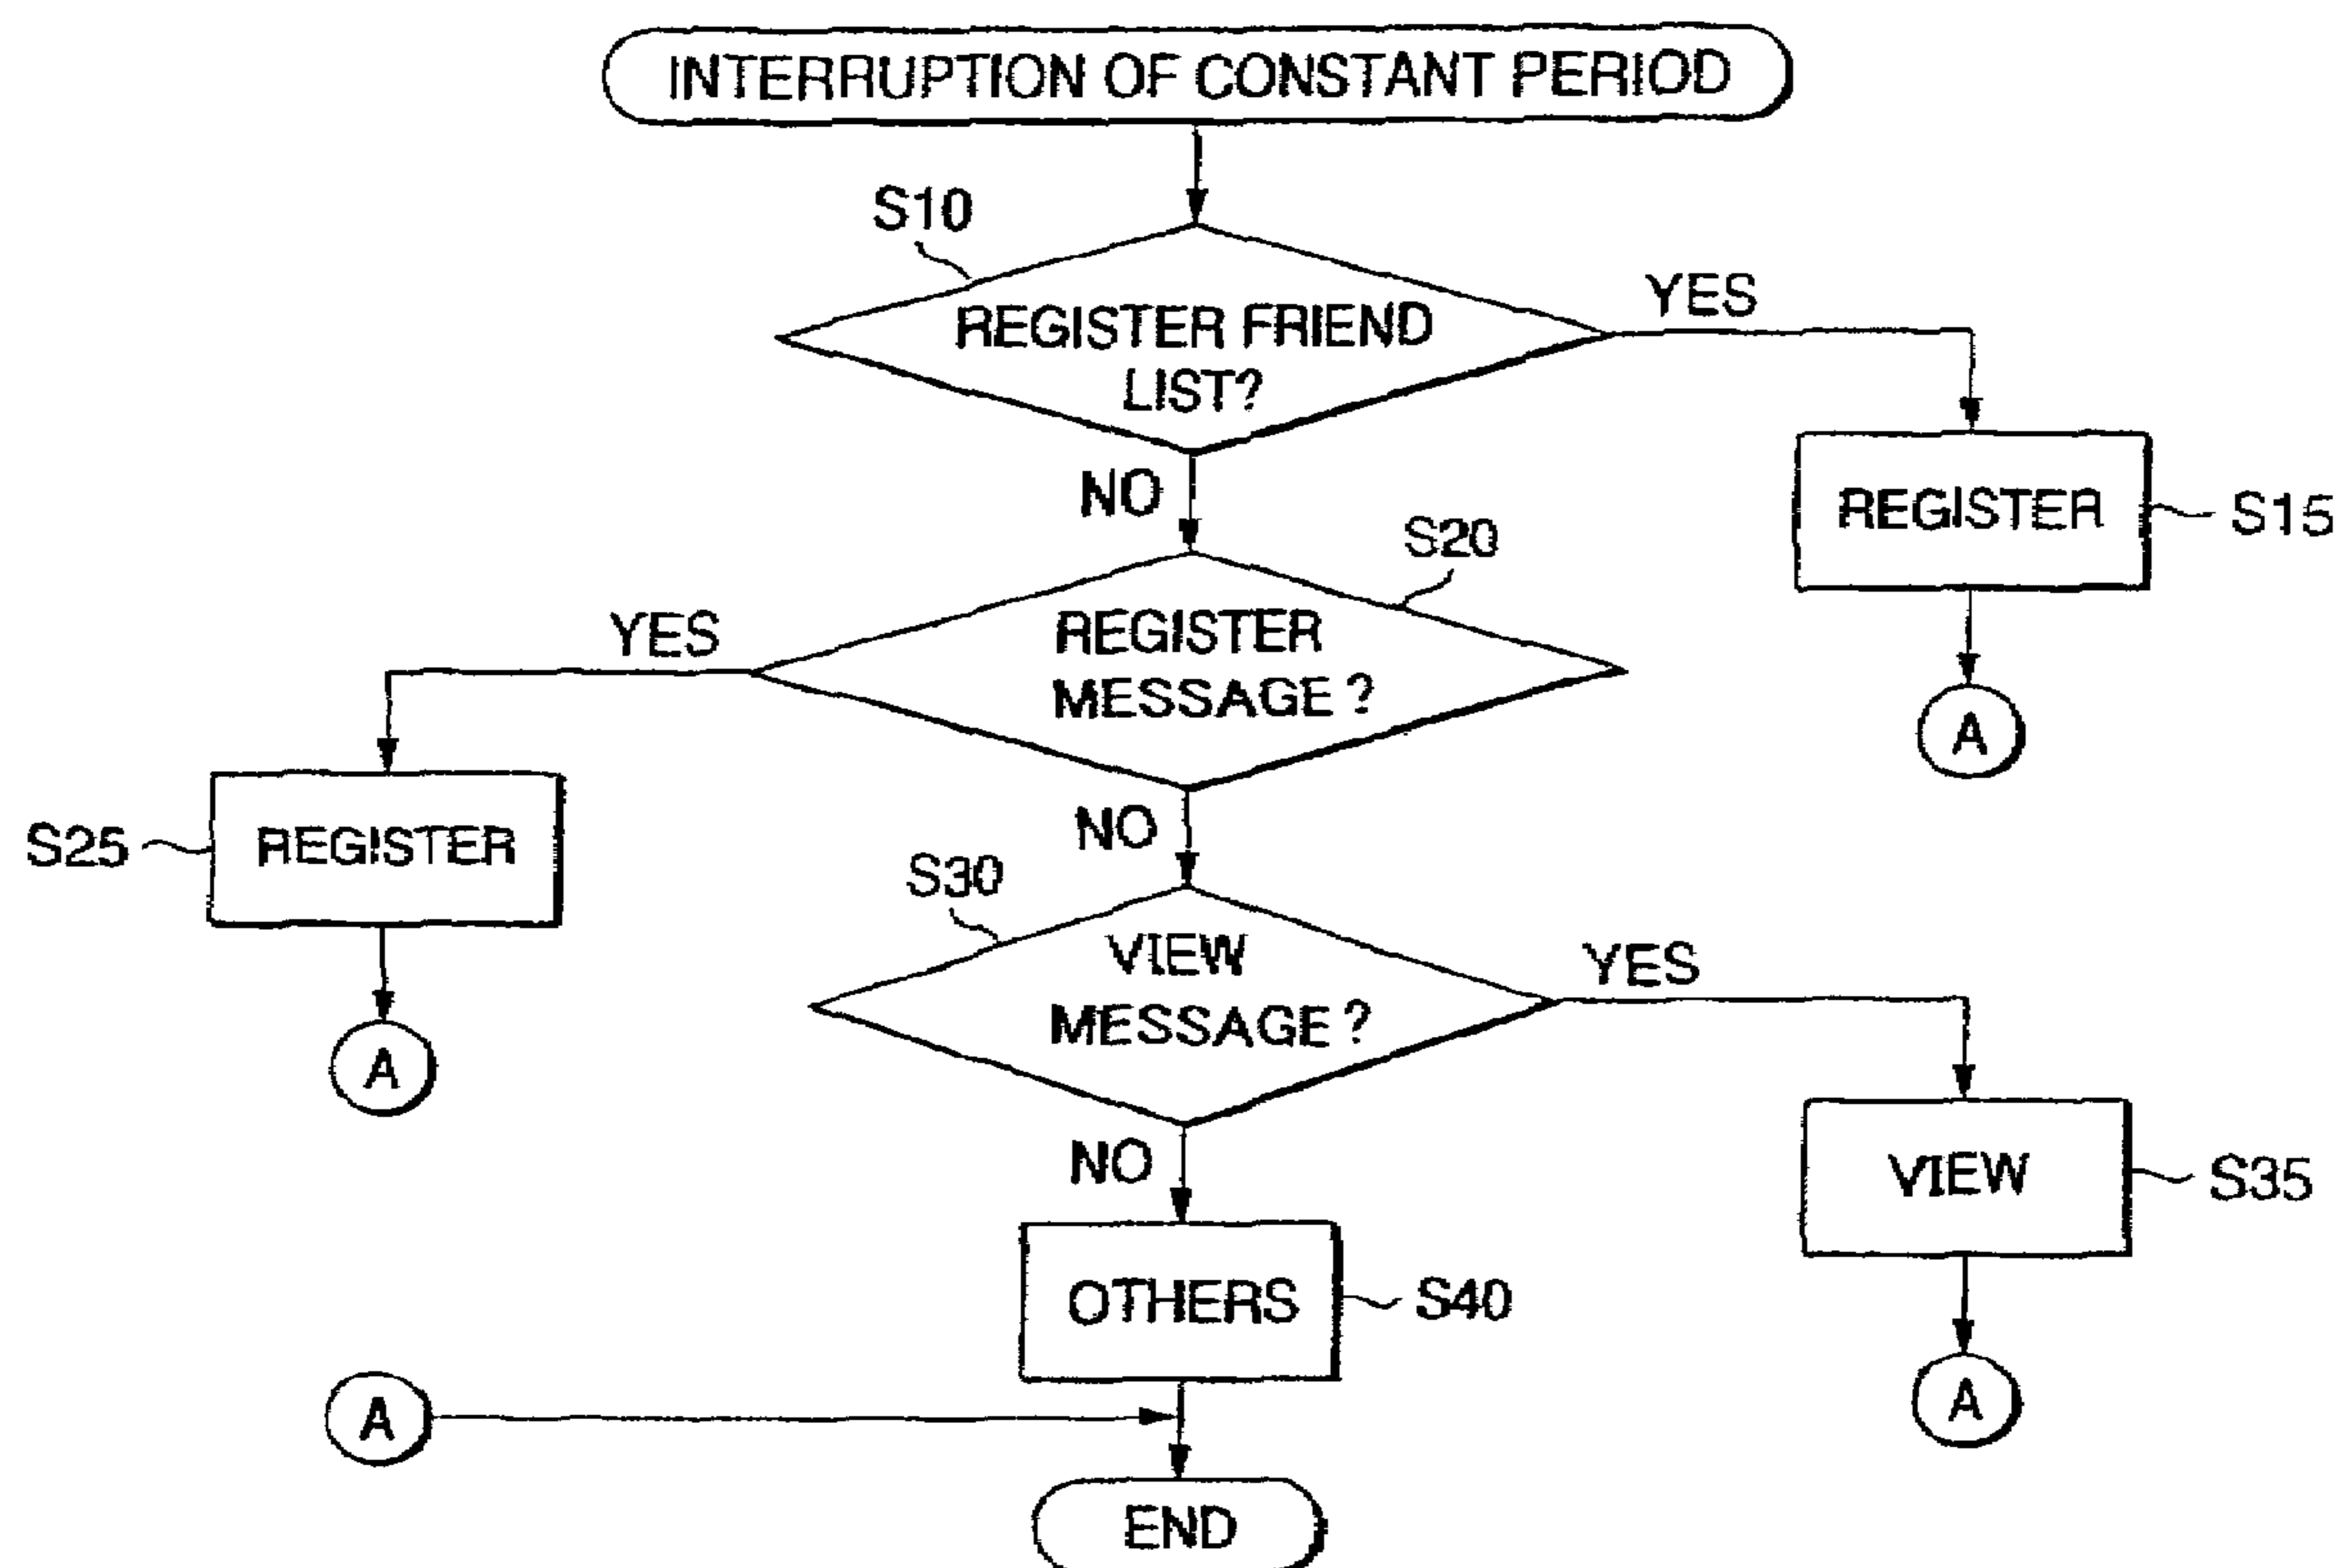 INTERRUPTION OF CONSTANT PERIOD
S10
REGISTER FRIEND
LIST?
YES
NO
REGISTER
S15
A
S20
REGISTER
MESSAGE ?
YES
NO
S25
REGISTER
A
S30
VIEW
MESSAGE ?
YES
NO
VIEW
S35
A
OTHERS
S40
A
END